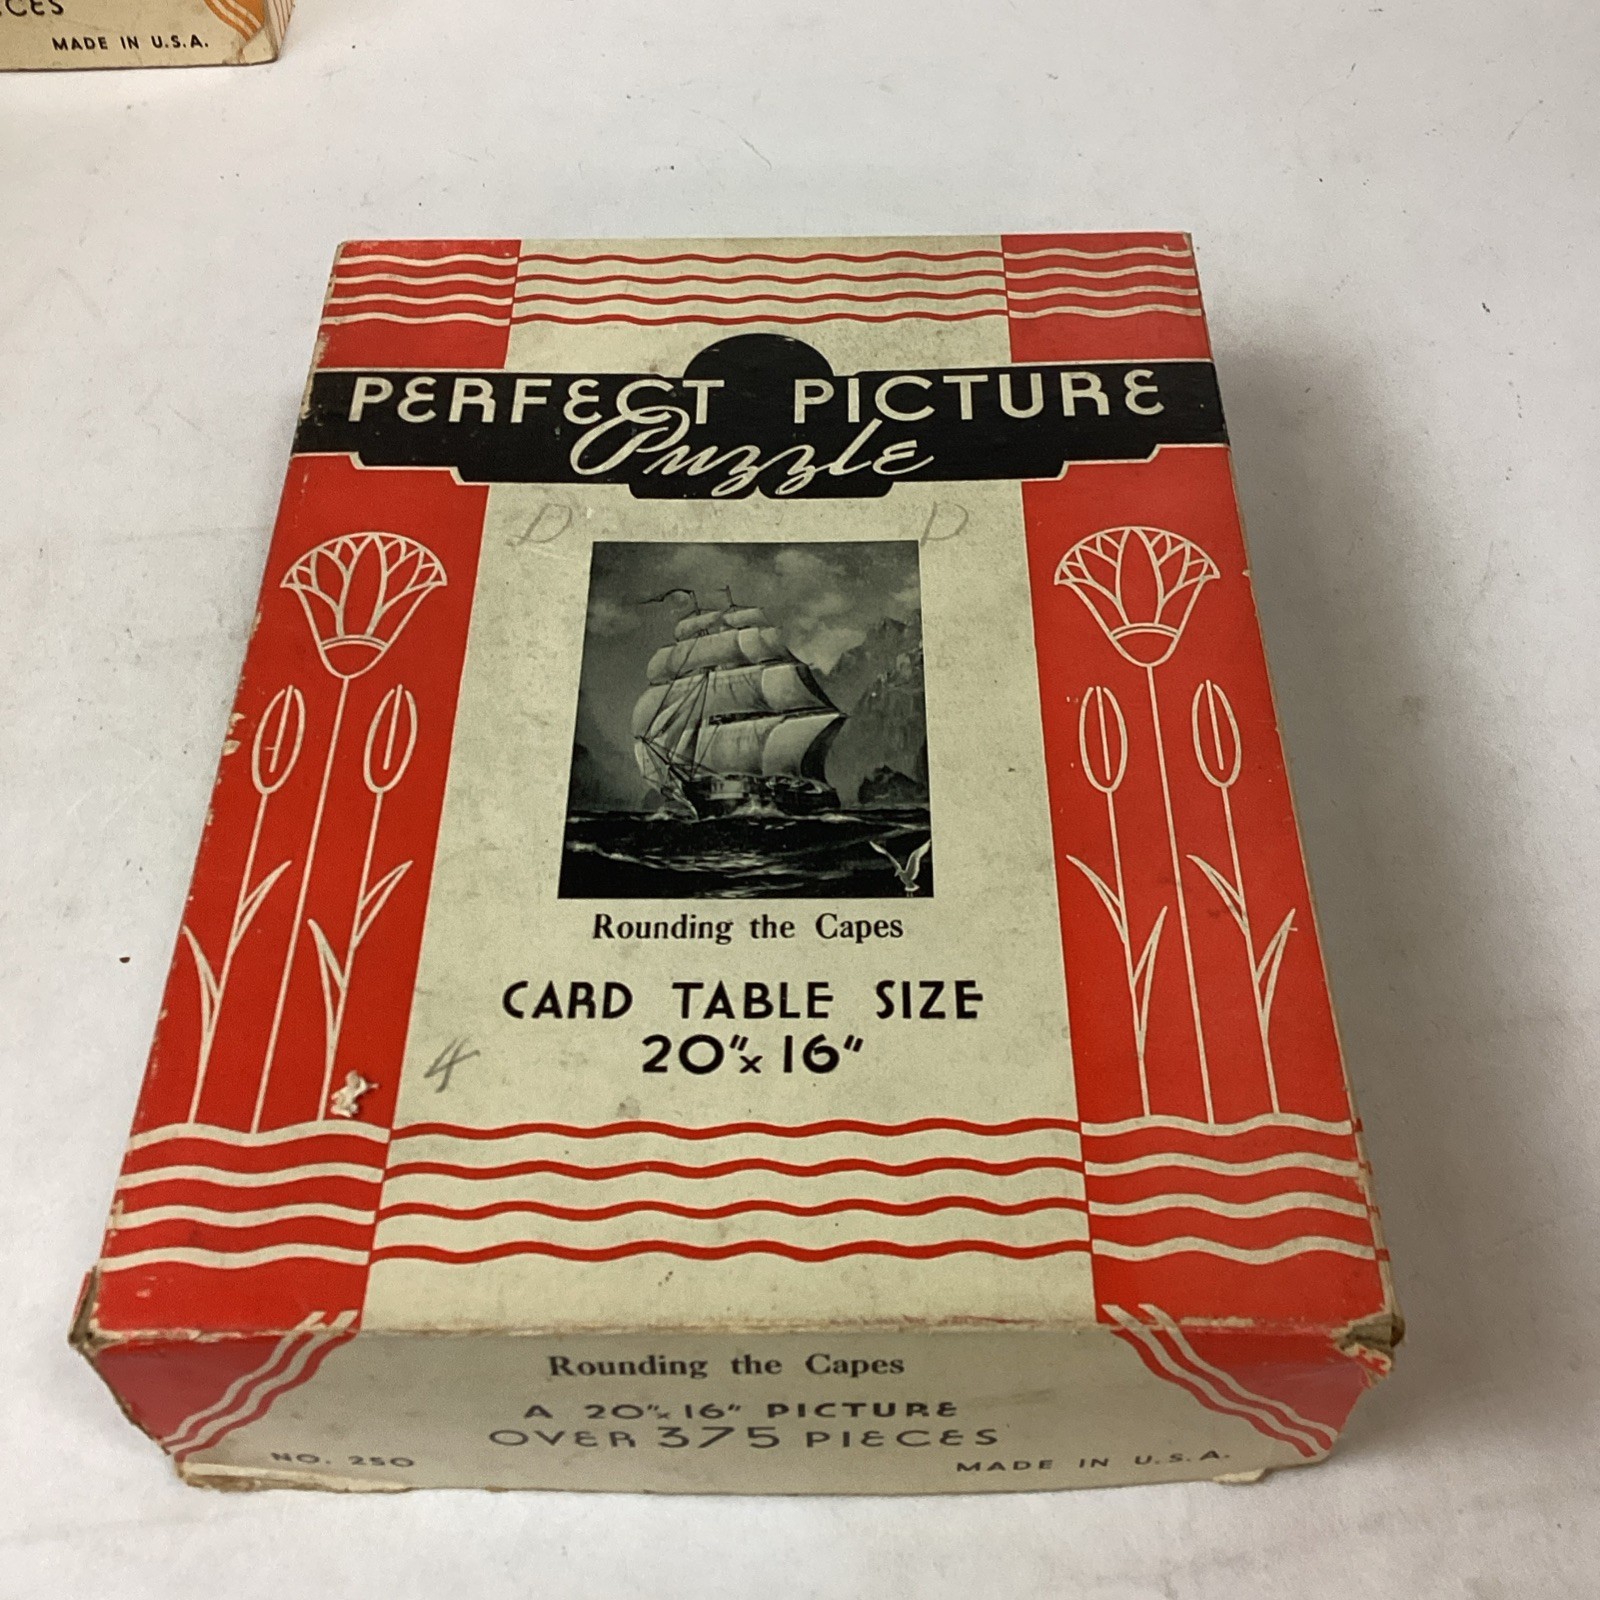 CES
MADE IN U.S.A.
PERFECT PICTURE
Puzzle
D D
Rounding the Capes
CARD TABLE SIZE
20"x 16"
4
Rounding the Capes
A 20"x 16" PICTURE
OVER 375 PIECES
NO. 250
MADE IN U.S.A.